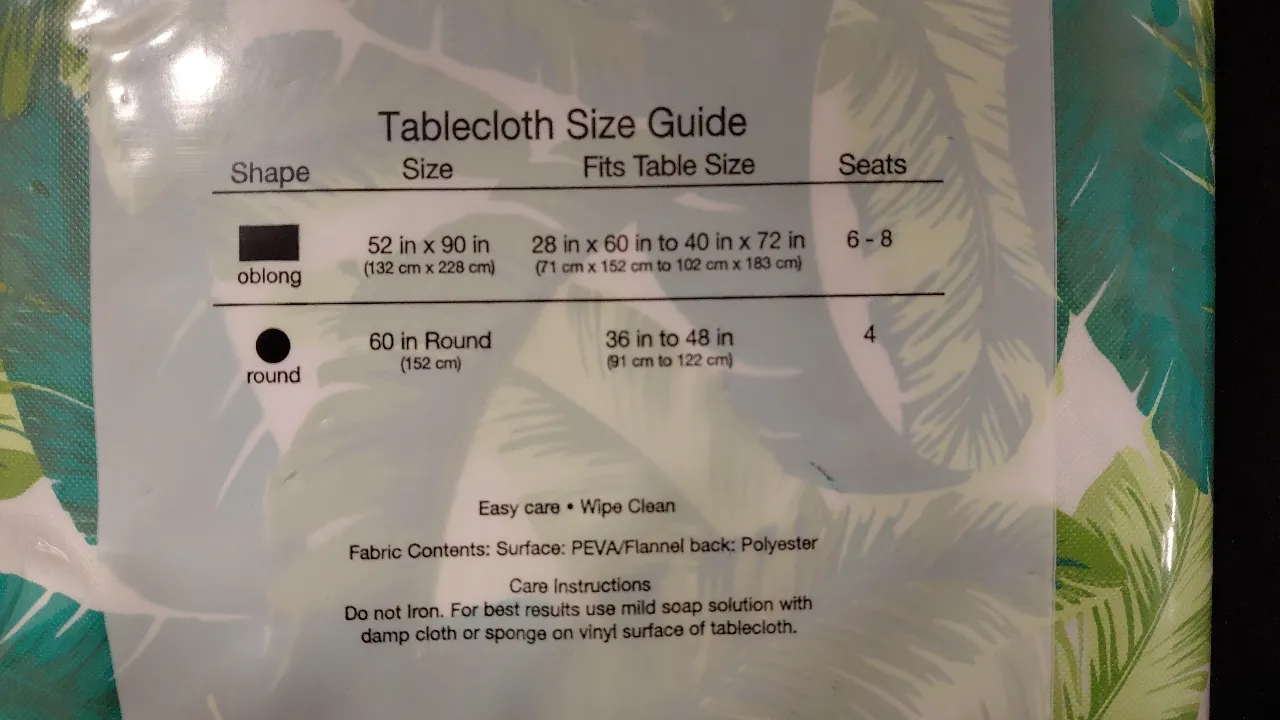 Tablecloth Size Guide
Shape Size Fits Table Size Seats
52 in x 90 in 28 in x 60 in to 40 in x 72 in 6 - 8
oblong (132 cm x 228 cm) (71 cm x 152 cm to 102 cm x 183 cm)
60 in Round 36 in to 48 in 4
(152 cm) (91 cm to 122 cm)
round
Easy care • Wipe Clean
Fabric Contents: Surface: PEVA/Flannel back: Polyester
Care Instructions
Do not Iron. For best results use mild soap solution with
damp cloth or sponge on vinyl surface of tablecloth.